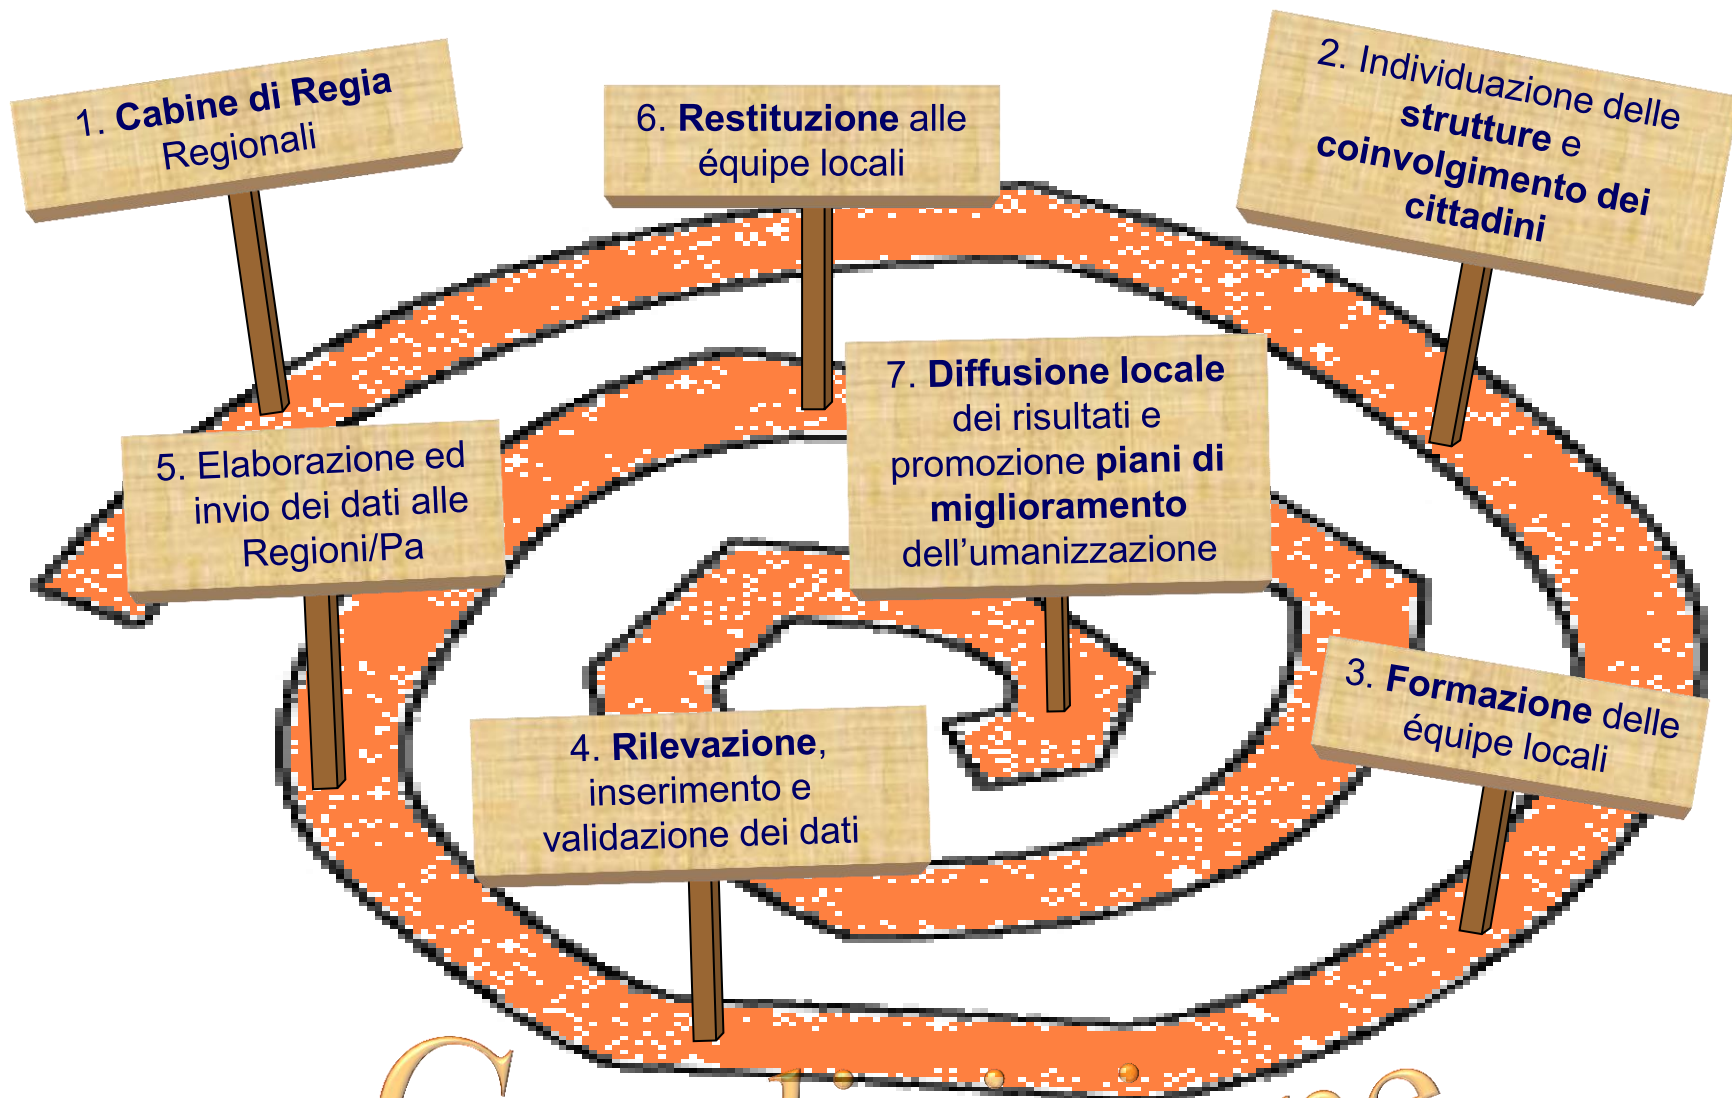 1. Cabine di Regia
Regionali
2. Individuazione delle
strutture e
coinvolgimento dei
cittadini
3. Formazione delle
équipe locali
4. Rilevazione,
inserimento e
validazione dei dati
5. Elaborazione ed
invio dei dati alle
Regioni/Pa
6. Restituzione alle
équipe locali
7. Diffusione locale
dei risultati e
promozione piani di
miglioramento
dell’umanizzazione